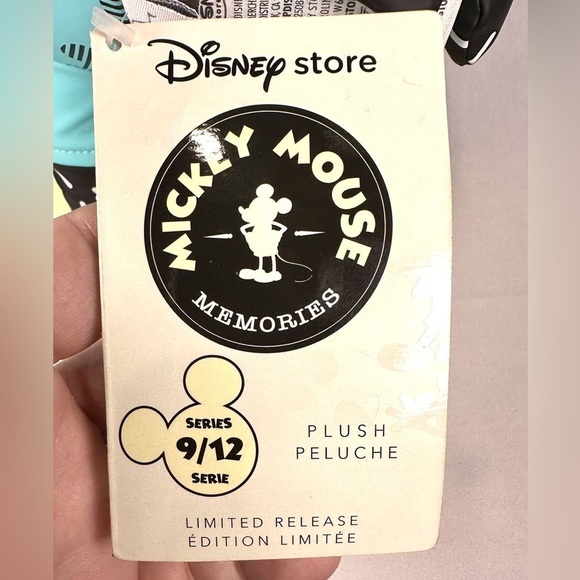 Disney store
MICKEY MOUSE
MEMORIES
SERIES
9/12
SERIE
PLUSH
PELUCHE
LIMITED RELEASE
ÉDITION LIMITÉE